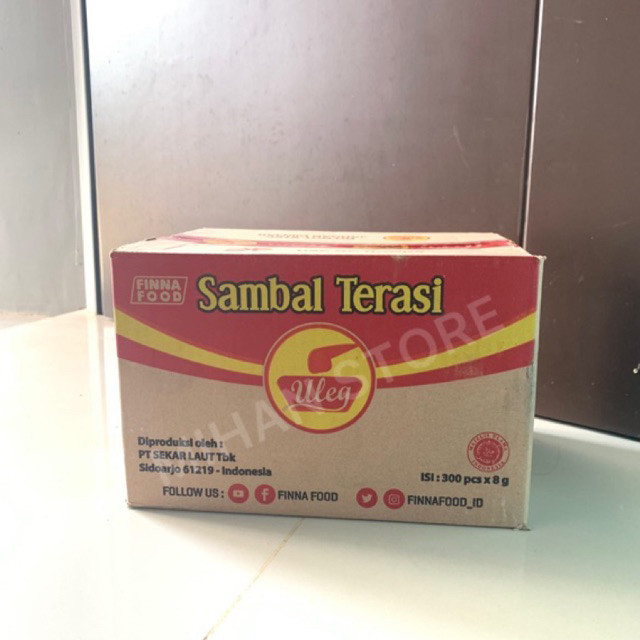 FINNA
FOOD
Sambal Terasi
Uleg
Diproduksi oleh :
PT SEKAR LAUT Tbk
Sidoarjo 61219 - Indonesia
ISI : 300 pcs x 8 g
FOLLOW US : FINNA FOOD FINNAFOOD_ID
STORE